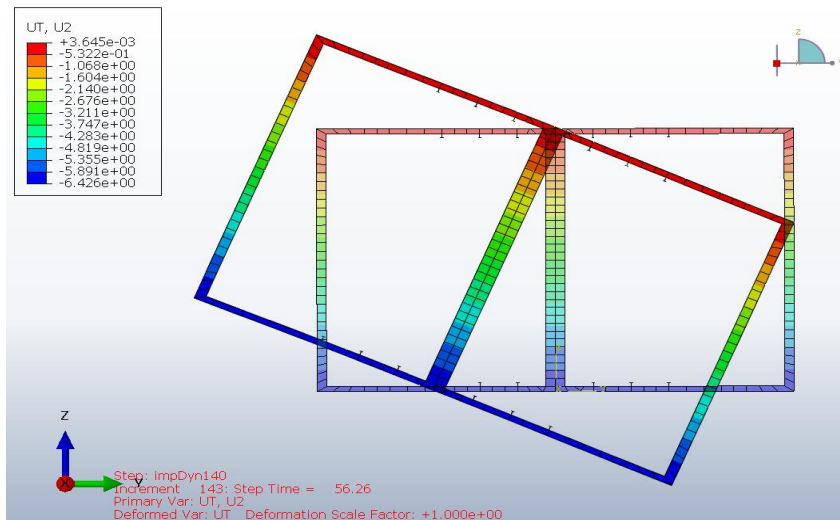 UT, U2
+3.645e-03
-5.322e-01
-1.068e+00
-1.604e+00
-2.140e+00
-2.676e+00
-3.211e+00
-3.747e+00
-4.283e+00
-4.819e+00
-5.355e+00
-5.891e+00
-6.426e+00
z
Z
X
Y
Step: impDyn140
Increment 143: Step Time = 56.26
Primary Var: UT, U2
Deformed Var: UT Deformation Scale Factor: +1.000e+00